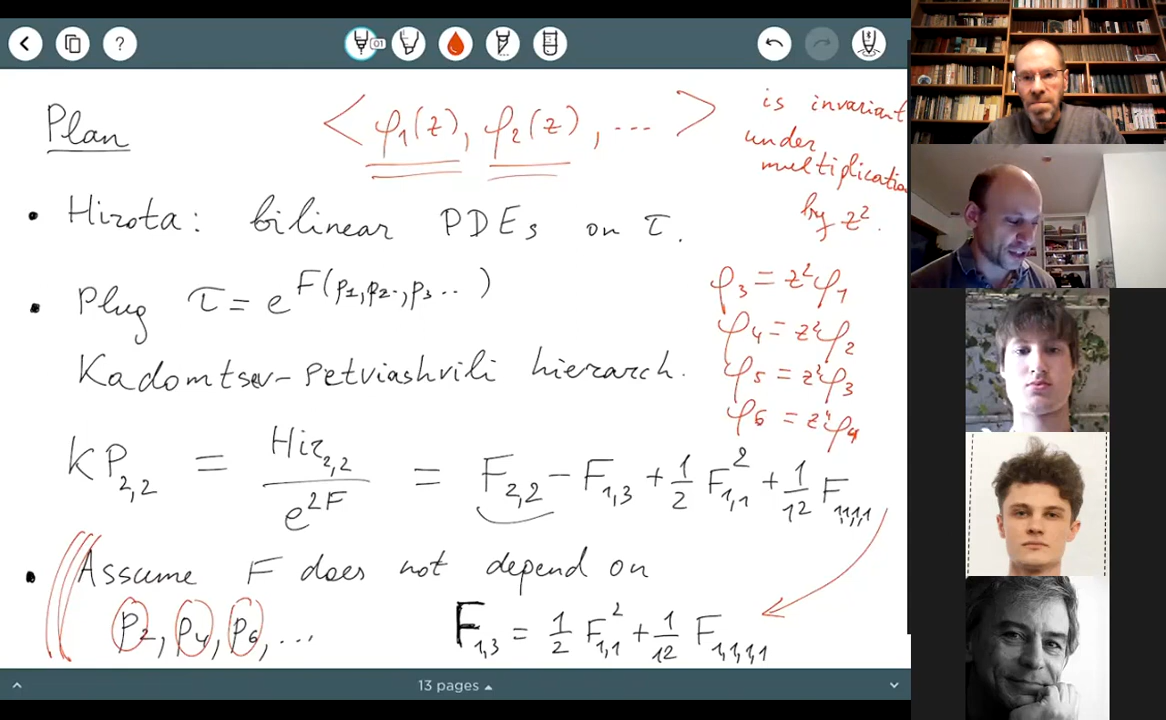 ?
01
Plan
< φ₁(z), φ₂(z), ... >
is invariant
under
multiplication
by z².
• Hirota: bilinear PDEs on τ.
• Plug τ = e^{F(p₁,p₂,p₃...)}
φ₃ = z²φ₁
φ₄ = z²φ₂
φ₅ = z²φ₃
φ₆ = z²φ₄
Kadomtsev-Petviashvili hierarch.
KP₂,₂ = Hir₂,₂ / e^{2F} = F₂,₂ - F₁,₃ + 1/2 F₁,₁² + 1/12 F₁,₁,₁,₁
• Assume F does not depend on
p₂, p₄, p₆, ...
F₁,₃ = 1/2 F₁,₁² + 1/12 F₁,₁,₁,₁
13 pages